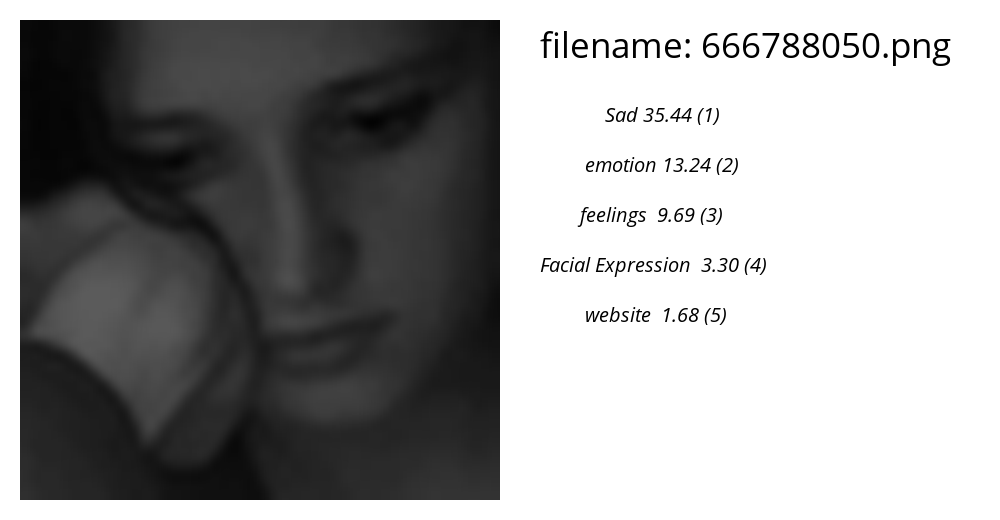 filename: 666788050.png
Sad 35.44 (1)
emotion 13.24 (2)
feelings 9.69 (3)
Facial Expression 3.30 (4)
website 1.68 (5)